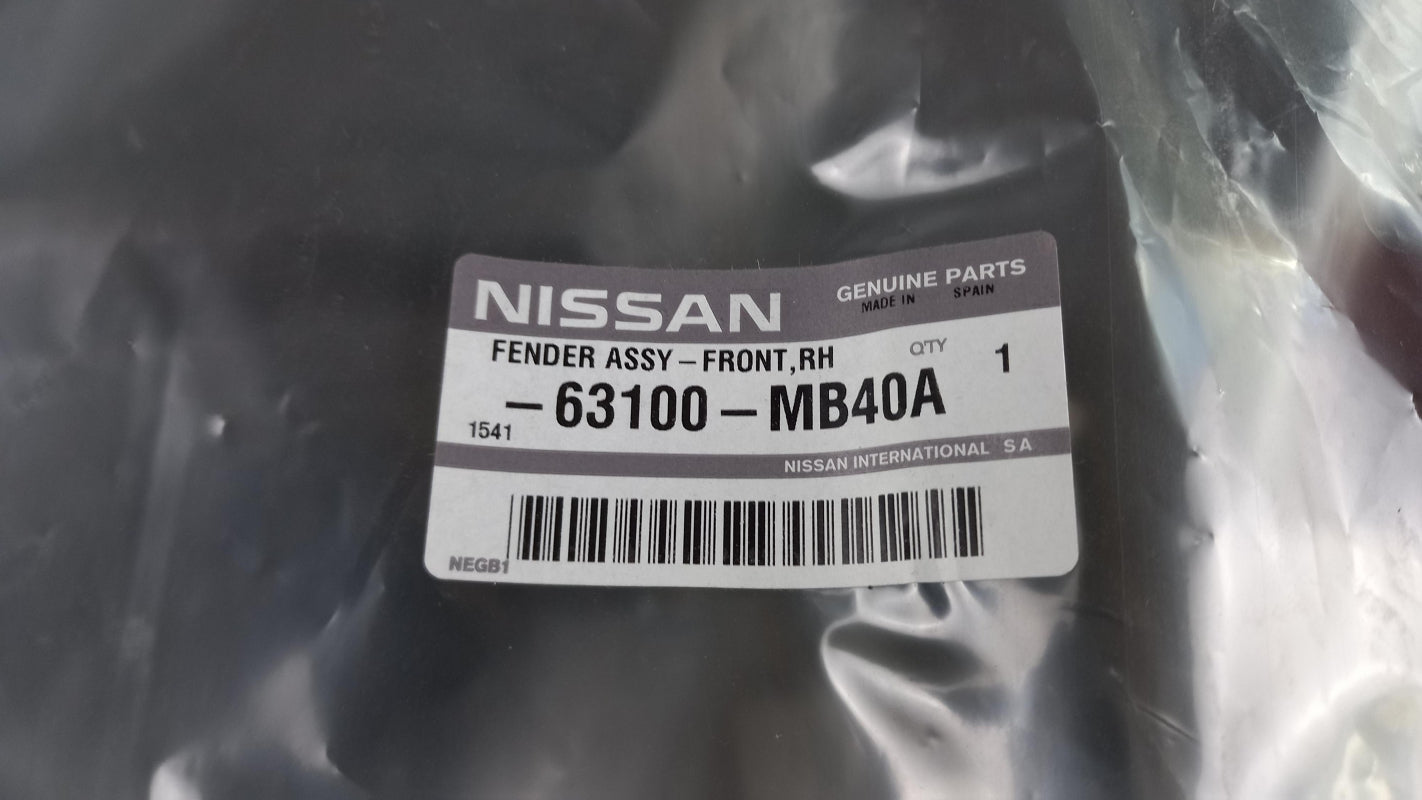 NISSAN
GENUINE PARTS
MADE IN SPAIN
FENDER ASSY-FRONT,RH
QTY 1
-63100-MB40A
1541
NISSAN INTERNATIONAL SA
NEGB1